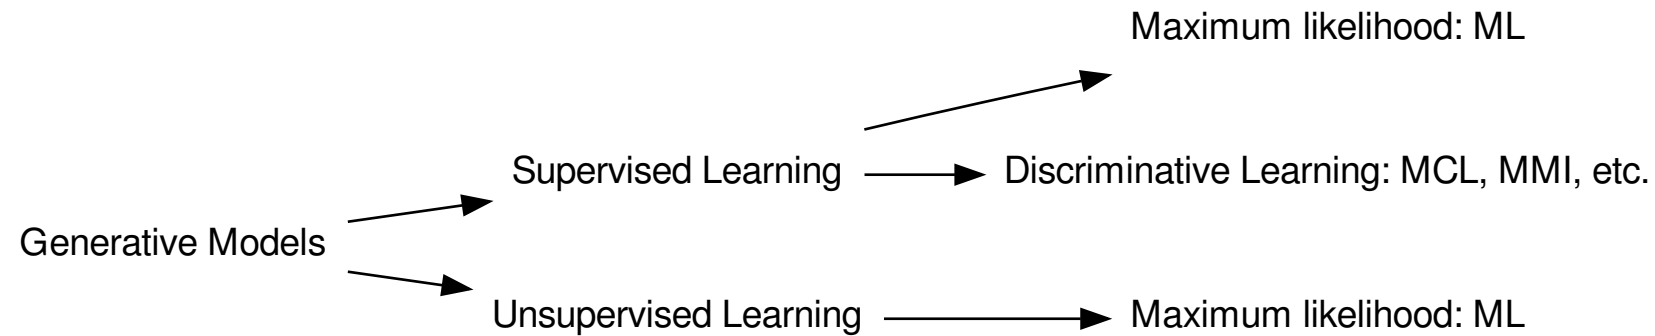 Maximum likelihood: ML
Supervised Learning
Discriminative Learning: MCL, MMI, etc.
Generative Models
Unsupervised Learning
Maximum likelihood: ML